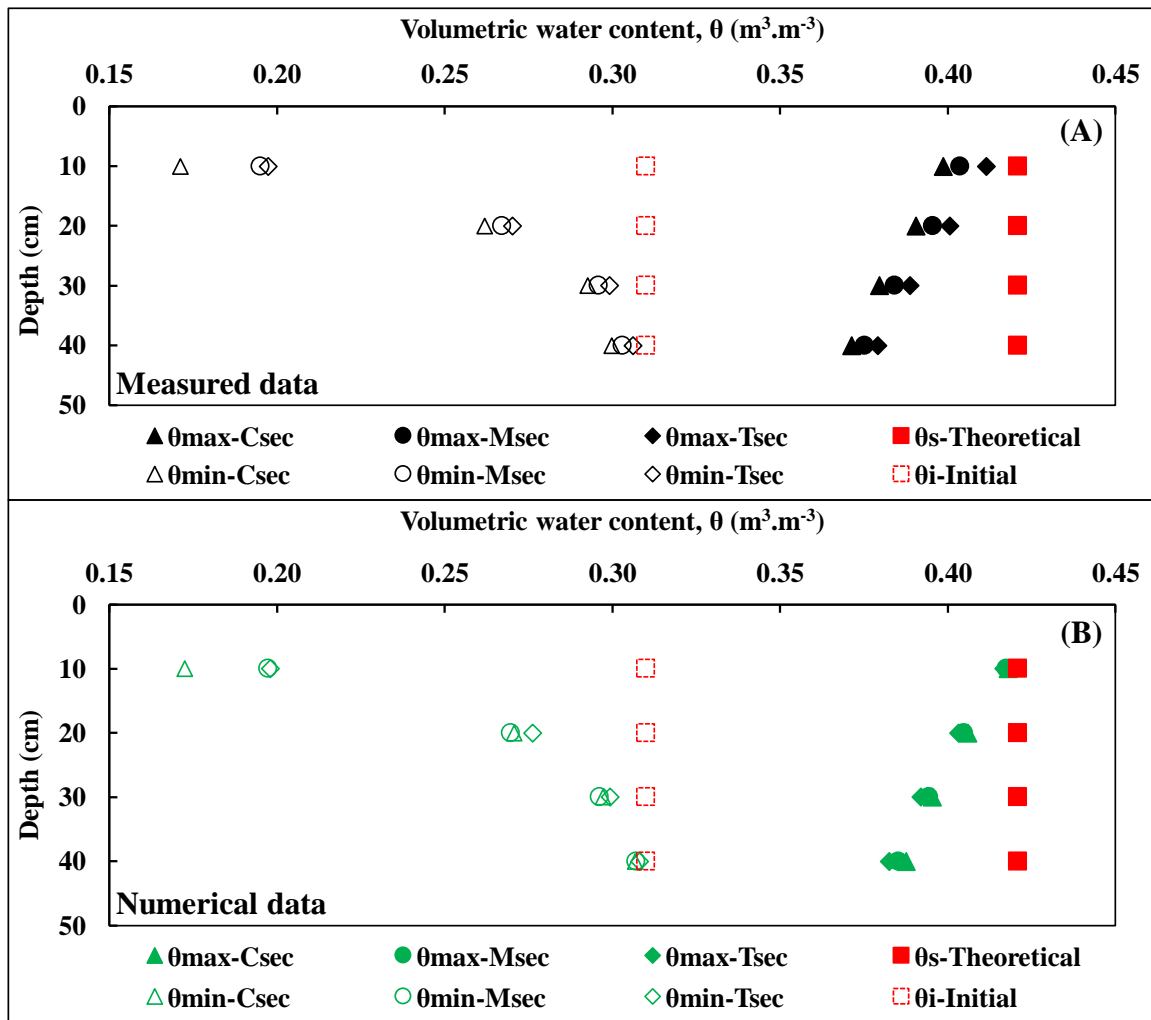 Volumetric water content, θ (m³.m⁻³)
0.15 0.20 0.25 0.30 0.35 0.40 0.45
0
(A)
10
20
30
40
50
Depth (cm)
Measured data
θmax-Csec θmax-Msec θmax-Tsec θs-Theoretical
θmin-Csec θmin-Msec θmin-Tsec θi-Initial
Volumetric water content, θ (m³.m⁻³)
0.15 0.20 0.25 0.30 0.35 0.40 0.45
0
(B)
10
20
30
40
50
Depth (cm)
Numerical data
θmax-Csec θmax-Msec θmax-Tsec θs-Theoretical
θmin-Csec θmin-Msec θmin-Tsec θi-Initial